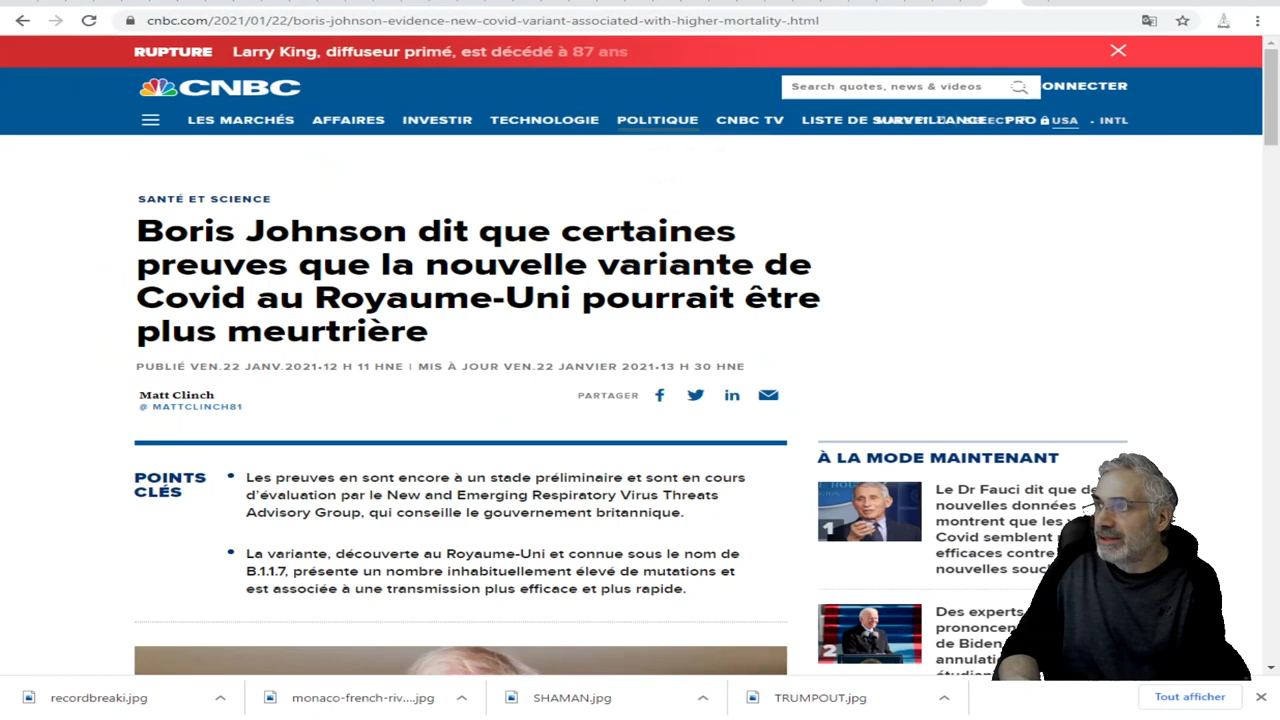 cnbc.com/2021/01/22/boris-johnson-evidence-new-covid-variant-associated-with-higher-mortality-.html
RUPTURE Larry King, diffuseur primé, est décédé à 87 ans
CNBC
Search quotes, news & videos
ONNECTER
LES MARCHÉS AFFAIRES INVESTIR TECHNOLOGIE POLITIQUE CNBC TV LISTE DE SURVEILLANCE PRO USA • INTL
SANTÉ ET SCIENCE
Boris Johnson dit que certaines
preuves que la nouvelle variante de
Covid au Royaume-Uni pourrait être
plus meurtrière
PUBLIÉ VEN.22 JANV.2021•12 H 11 HNE | MIS À JOUR VEN.22 JANVIER 2021•13 H 30 HNE
Matt Clinch
@ MATTCLINCH81
PARTAGER
POINTS
CLÉS
• Les preuves en sont encore à un stade préliminaire et sont en cours
d'évaluation par le New and Emerging Respiratory Virus Threats
Advisory Group, qui conseille le gouvernement britannique.
• La variante, découverte au Royaume-Uni et connue sous le nom de
B.1.1.7, présente un nombre inhabituellement élevé de mutations et
est associée à une transmission plus efficace et plus rapide.
À LA MODE MAINTENANT
1
Le Dr Fauci dit que de
nouvelles données
montrent que les
Covid semblent
efficaces contre
nouvelles
2
Des experts
de Biden
recordbreaki.jpg
monaco-french-riv....jpg
SHAMAN.jpg
TRUMPOUT.jpg
Tout afficher